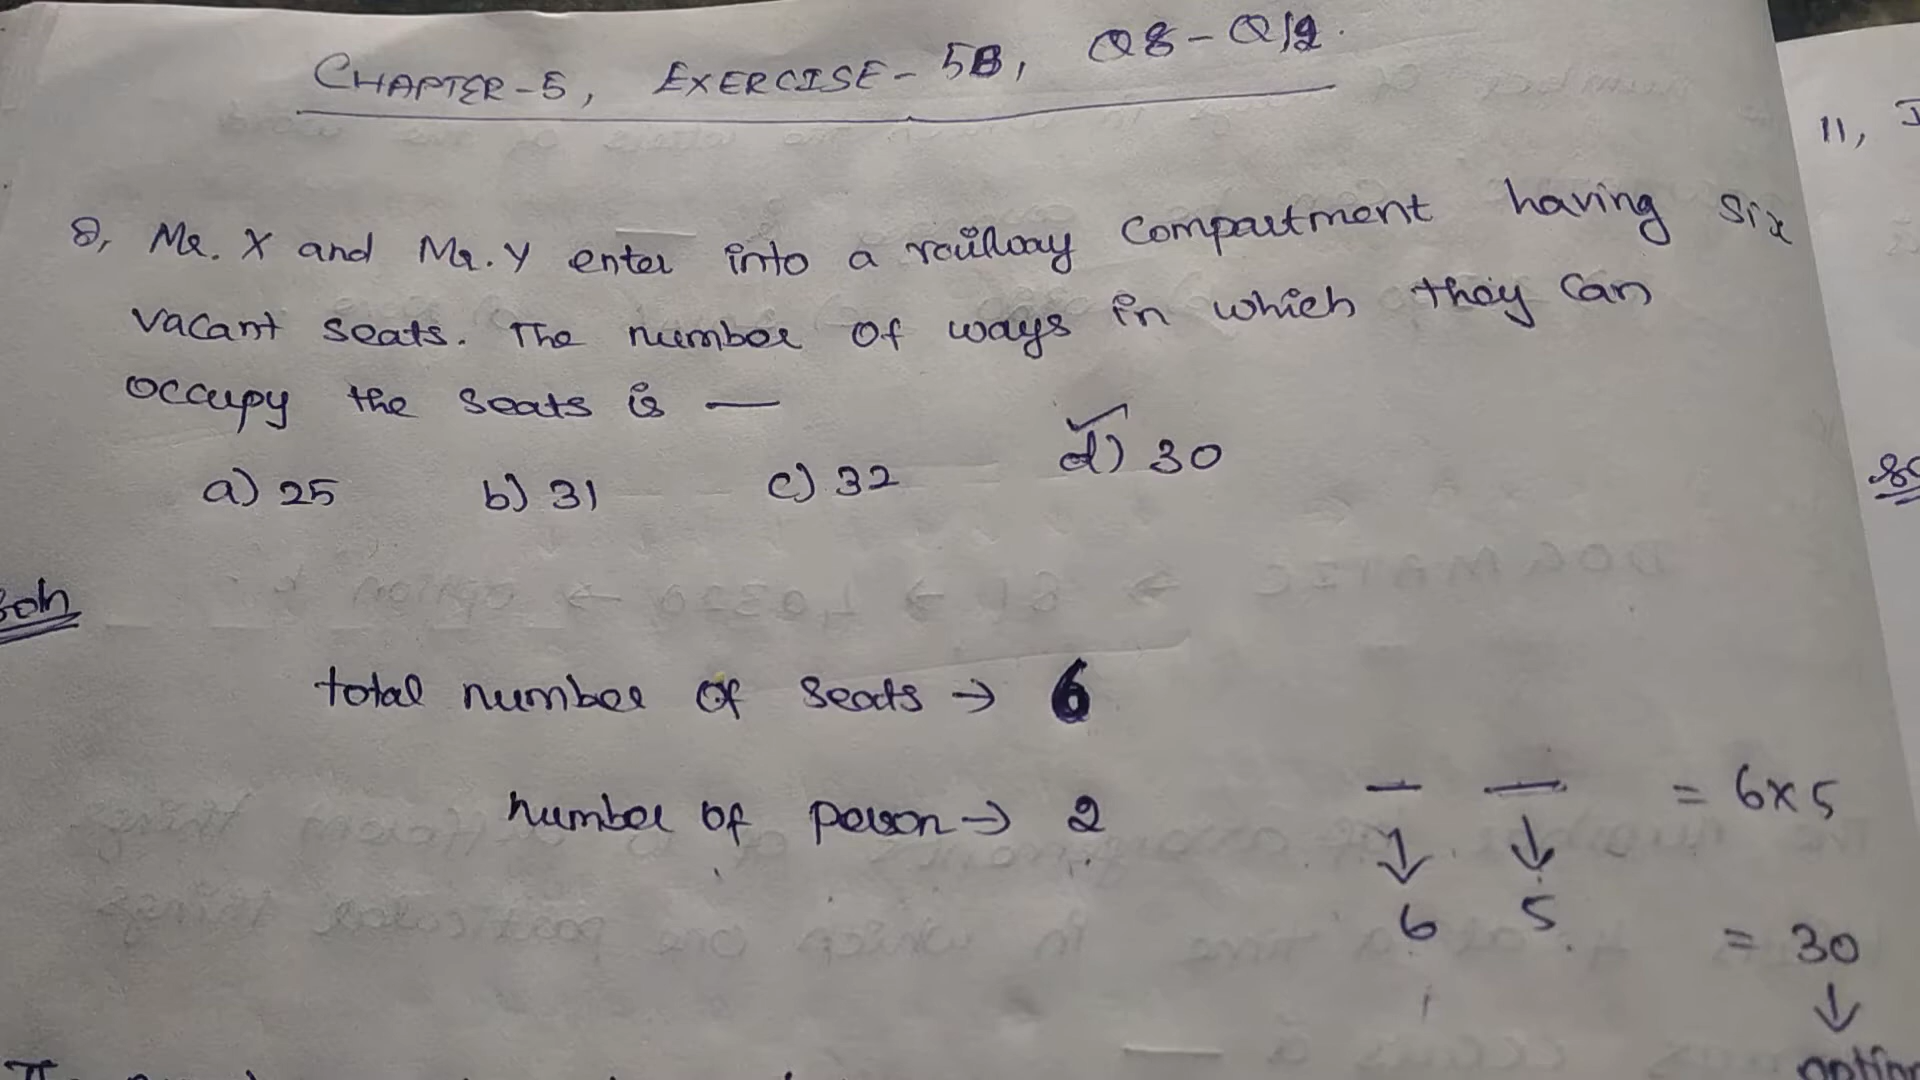 CHAPTER-5, EXERCISE-5B, Q8-Q12.
8, Mr. X and Mr. Y enter into a railway compartment having six
vacant seats. The number of ways in which they can
occupy the seats is —
a) 25 b) 31 c) 32 d) 30
Soln
total number of seats → 6
number of person → 2
— — = 6x5
↓ ↓
6 5
= 30
↓
11,